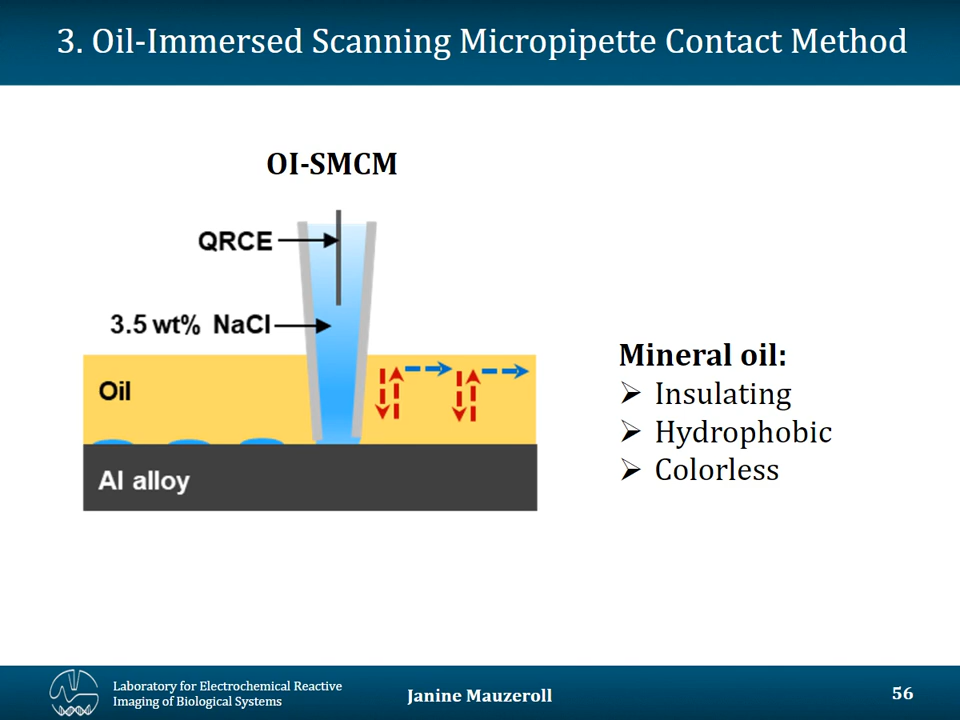 3. Oil-Immersed Scanning Micropipette Contact Method
OI-SMCM
QRCE
3.5 wt% NaCl
Oil
Al alloy
Mineral oil:
➢ Insulating
➢ Hydrophobic
➢ Colorless
Laboratory for Electrochemical Reactive
Imaging of Biological Systems
Janine Mauzeroll
56